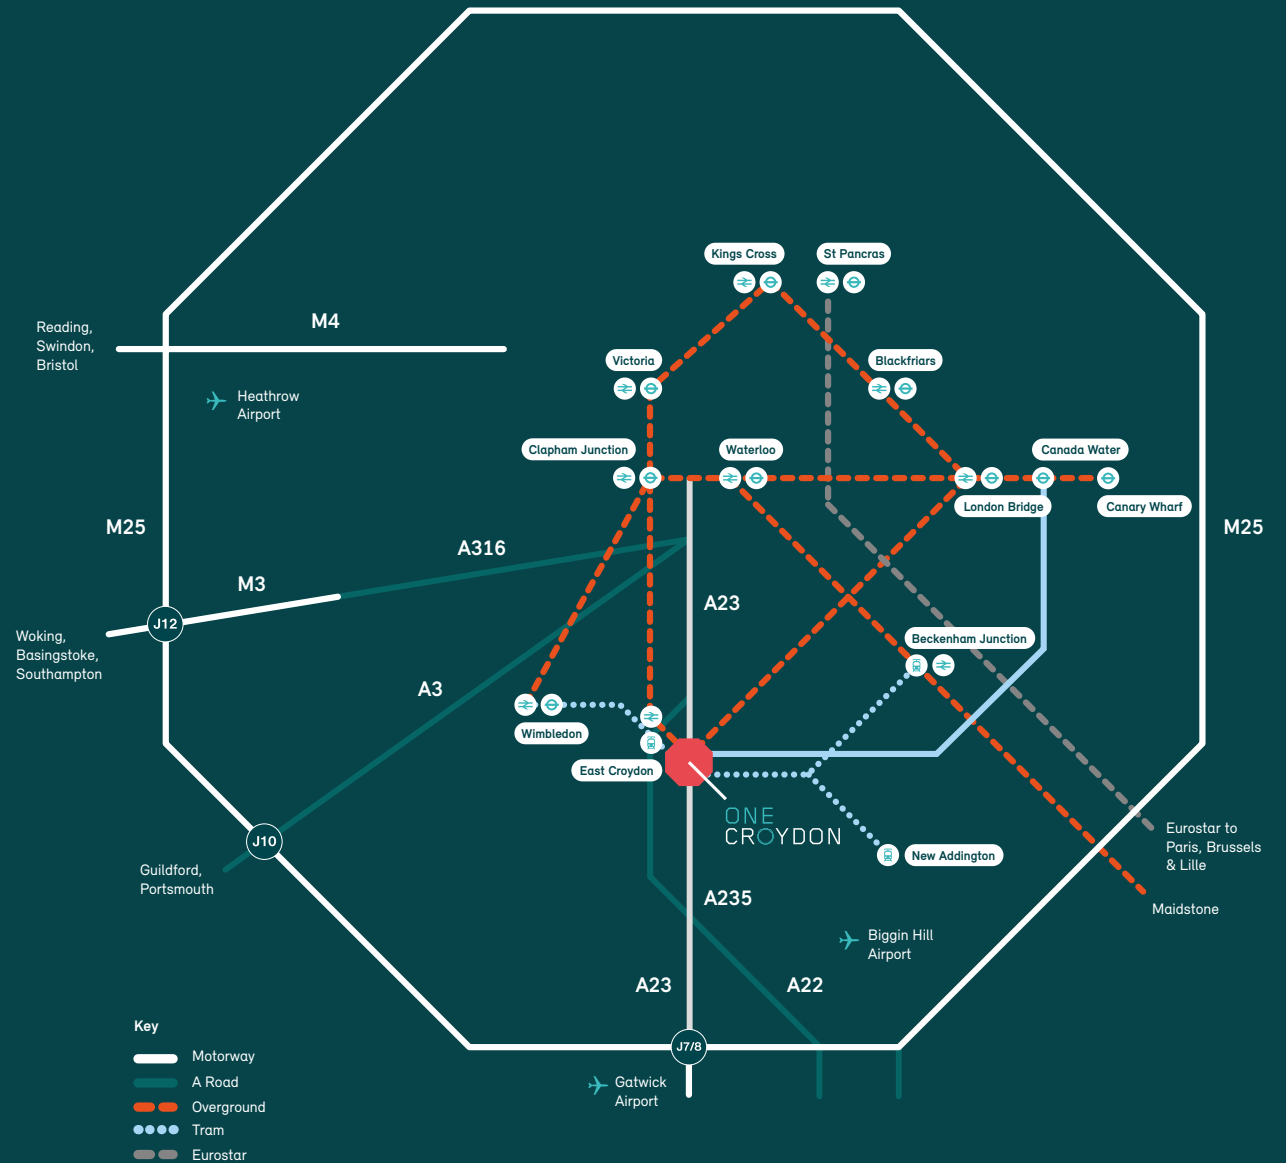 Kings Cross
St Pancras
M4
Reading,
Swindon,
Bristol
Victoria
Blackfriars
Heathrow
Airport
Clapham Junction
Waterloo
Canada Water
London Bridge
Canary Wharf
M25
M25
A316
M3
A23
J12
Woking,
Basingstoke,
Southampton
Beckenham Junction
A3
Wimbledon
East Croydon
ONE
CROYDON
J10
Guildford,
Portsmouth
New Addington
Eurostar to
Paris, Brussels
& Lille
Maidstone
A235
Biggin Hill
Airport
A23
A22
J7/8
Gatwick
Airport
Key
Motorway
A Road
Overground
Tram
Eurostar